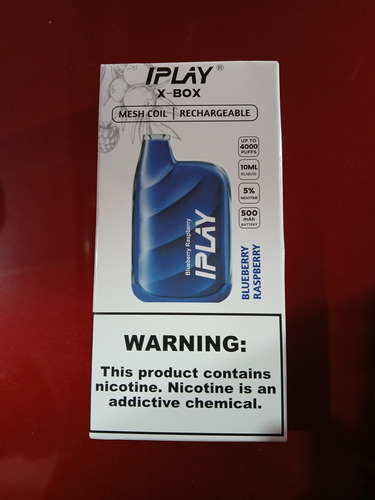 IPLAY®
X-BOX
MESH COIL | RECHARGEABLE
UP TO
4000
PUFFS
10ML
ELIQUID
5%
NICOTINE
500
mAh
BATTERY
Blueberry Raspberry
IPLAY
BLUEBERRY
RASPBERRY
WARNING:
This product contains
nicotine. Nicotine is an
addictive chemical.